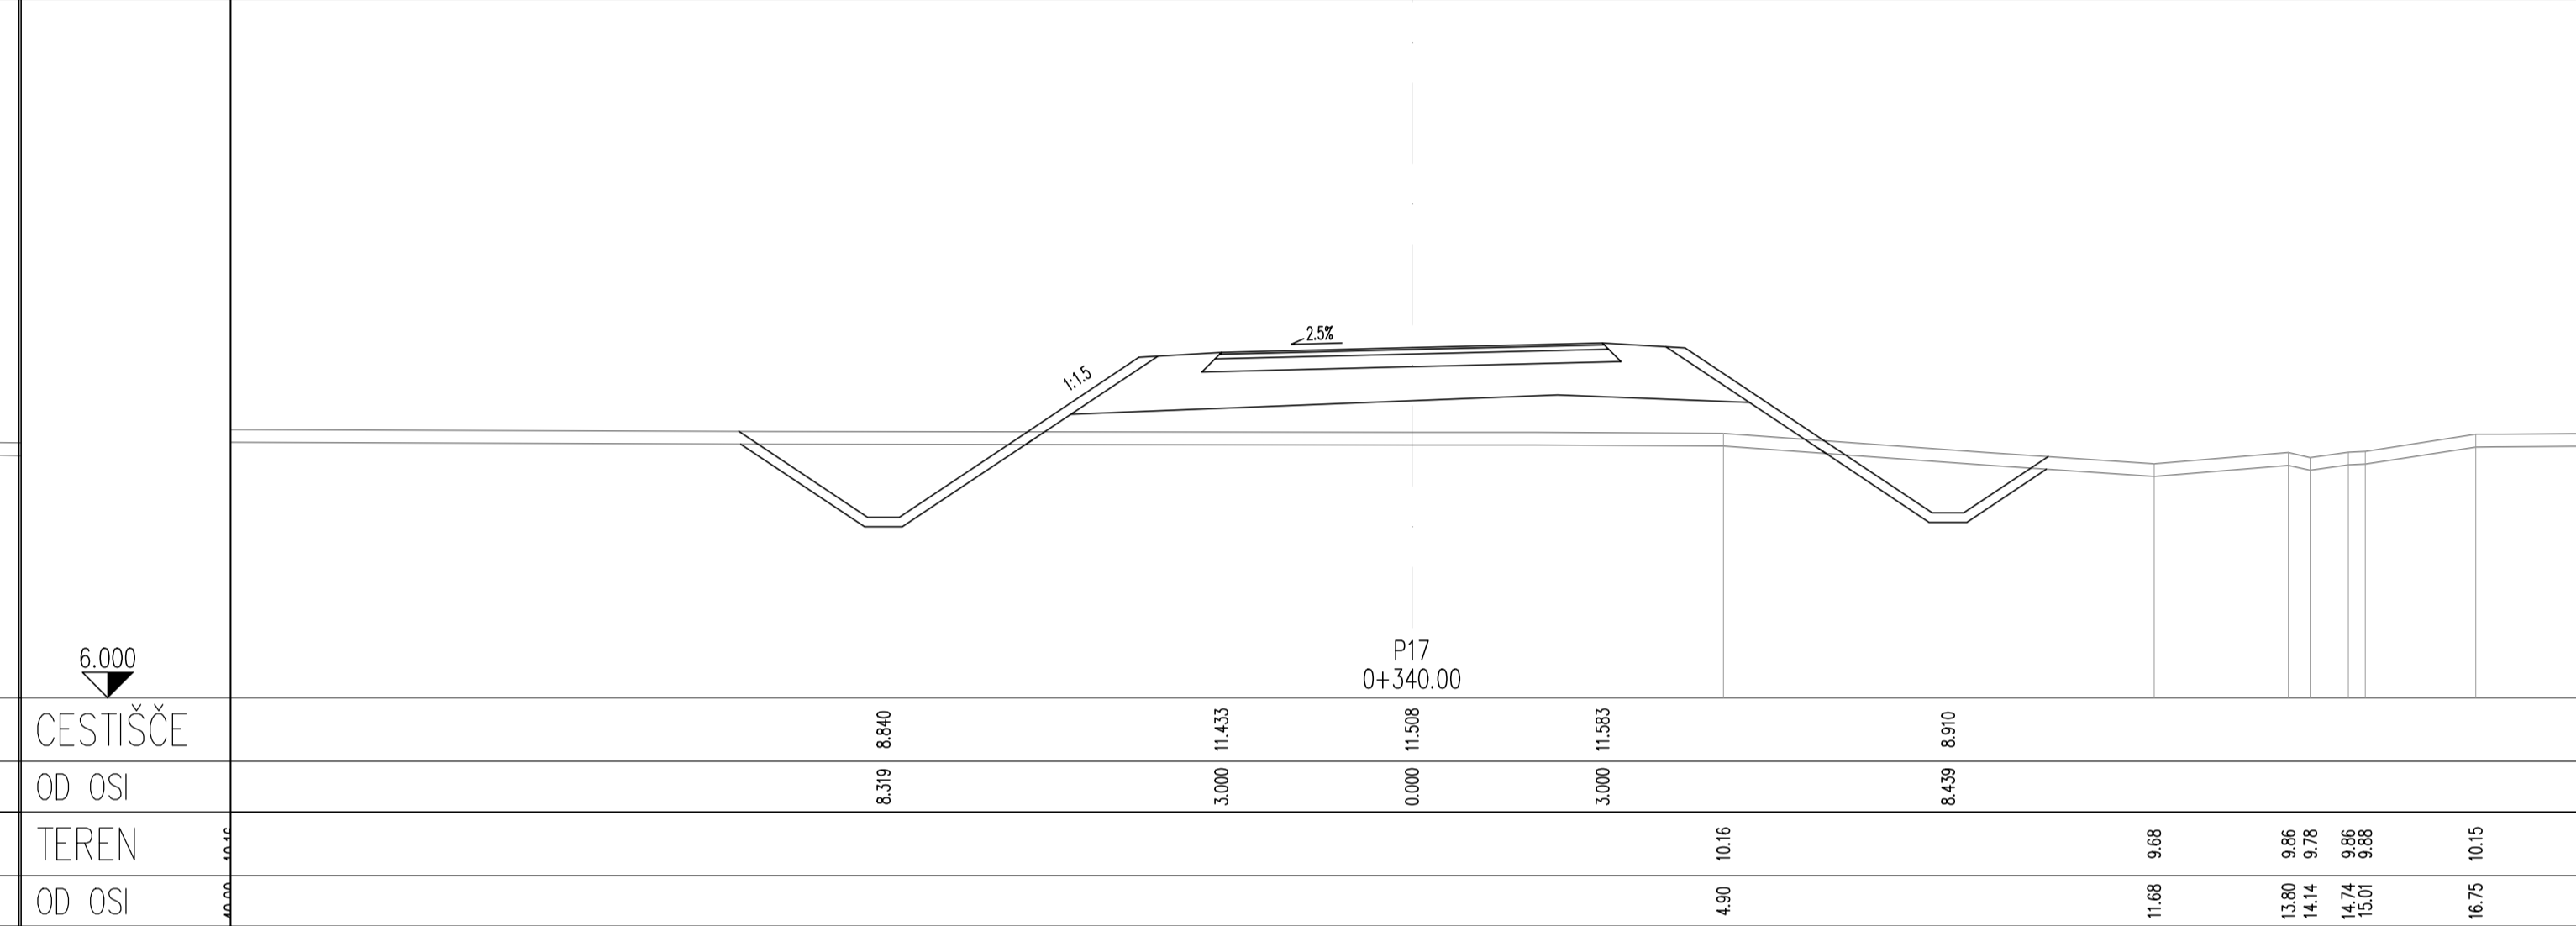 2.5%
1:1.5
6.000
P17
0+340.00
CESTIŠČE 8.840 11.433 11.508 11.583 8.910
OD OSI 8.319 3.000 0.000 3.000 8.439
TEREN 10.16 9.68 9.86 9.78 9.86 9.88 10.15
OD OSI 4.90 11.68 13.80 14.14 14.74 15.01 16.75